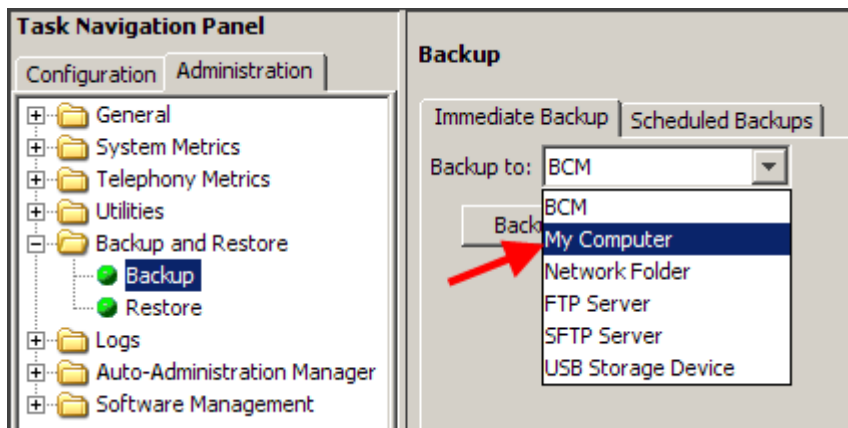 Task Navigation Panel
Configuration
Administration
General
System Metrics
Telephony Metrics
Utilities
Backup and Restore
Backup
Restore
Logs
Auto-Administration Manager
Software Management
Backup
Immediate Backup
Scheduled Backups
Backup to: BCM
BCM
My Computer
Network Folder
FTP Server
SFTP Server
USB Storage Device